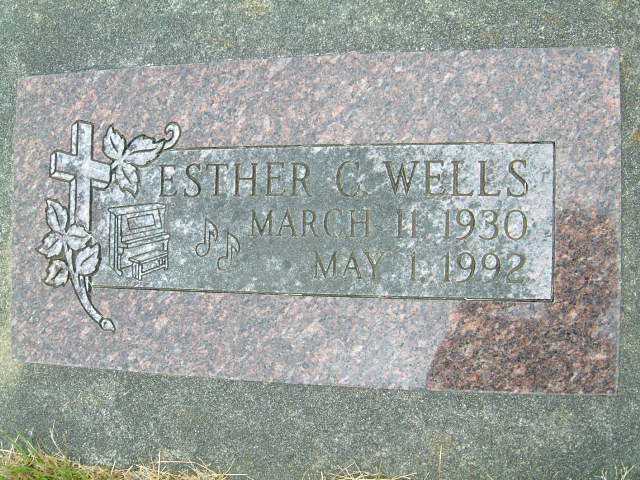 ESTHER C. WELLS
MARCH 11, 1930
MAY 1, 1992